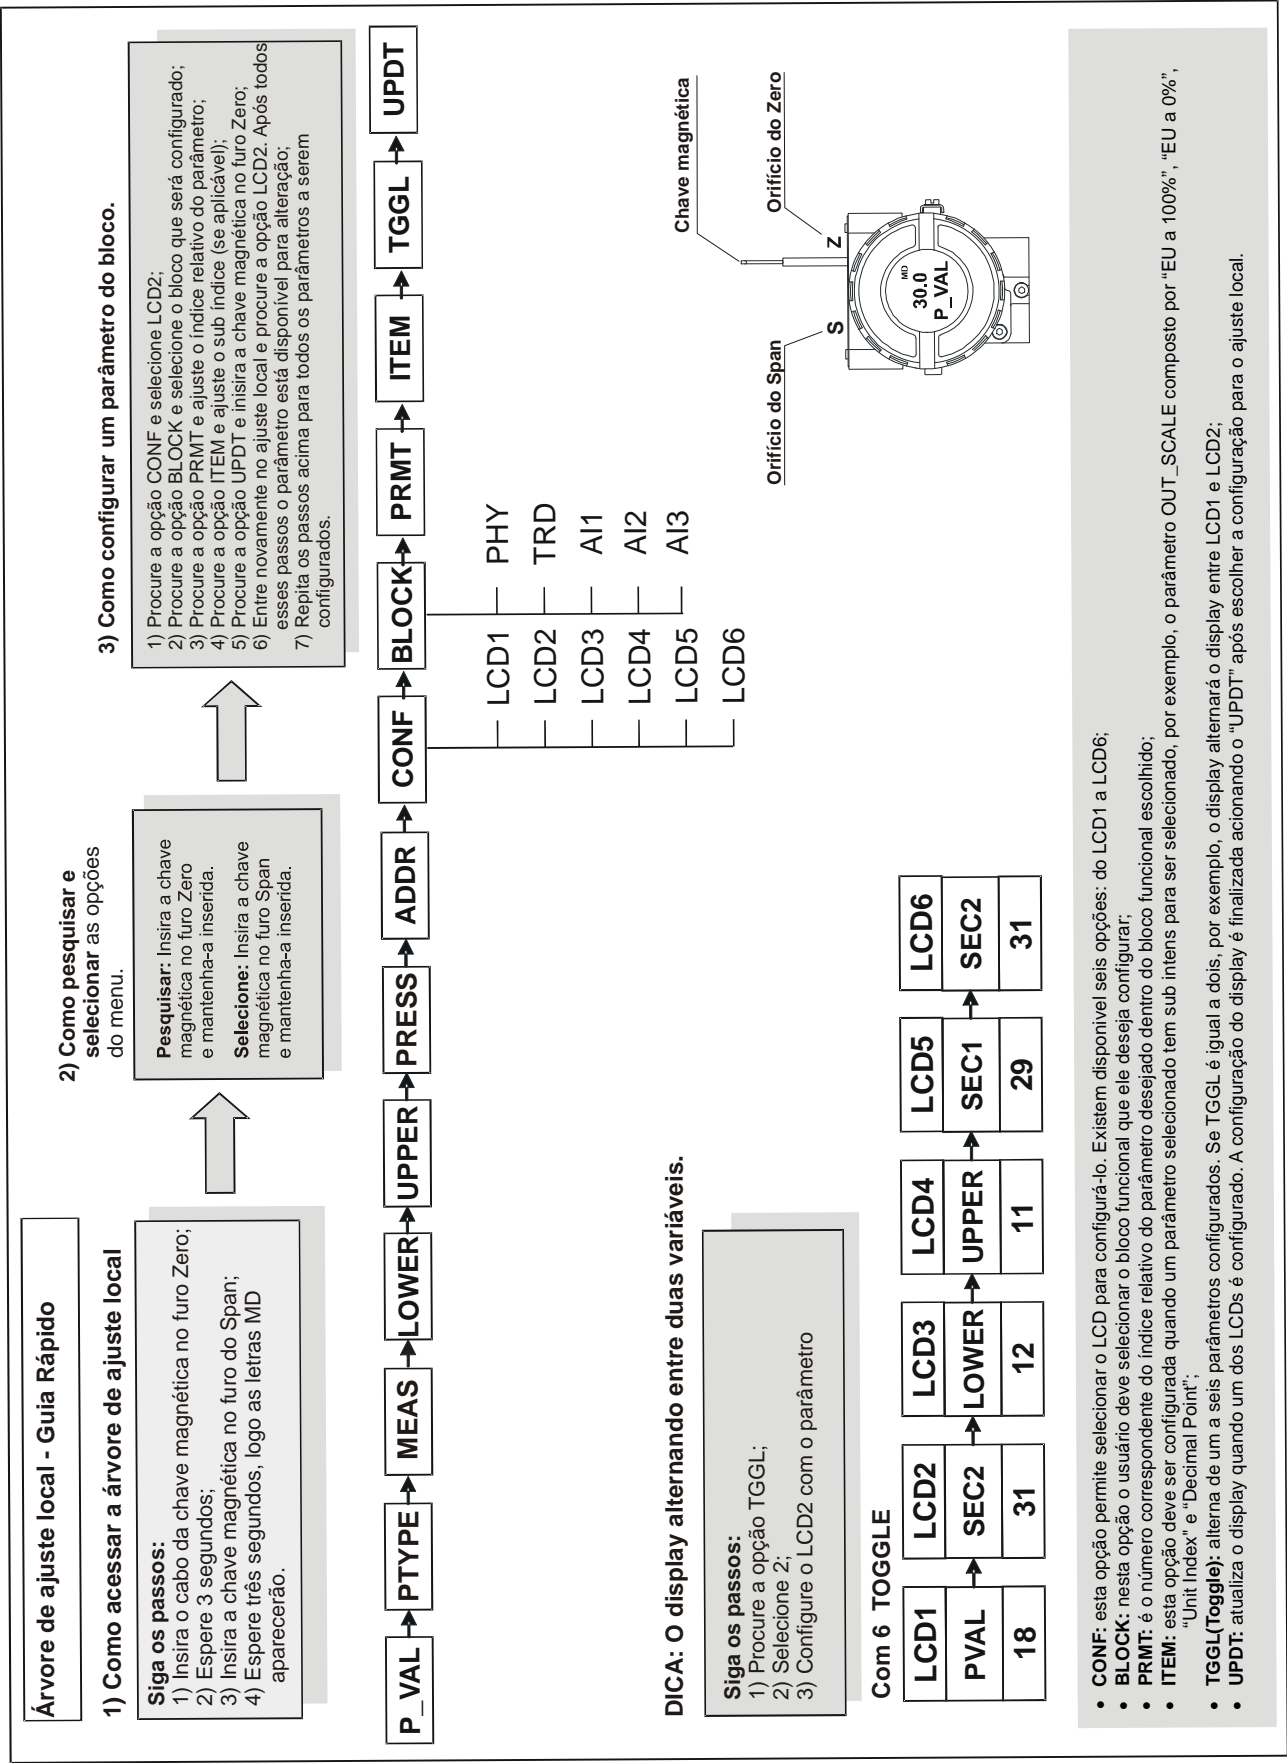 Árvore de ajuste local - Guia Rápido
1) Como acessar a árvore de ajuste local
Siga os passos:
1) Insira o cabo da chave magnética no furo Zero;
2) Espere 3 segundos;
3) Insira a chave magnética no furo do Span;
4) Espere três segundos, logo as letras MD
aparecerão.
2) Como pesquisar e
selecionar as opções
do menu.
Pesquisar: Insira a chave
magnética no furo Zero
e mantenha-a inserida.
Selecione: Insira a chave
magnética no furo Span
e mantenha-a inserida.
3) Como configurar um parâmetro do bloco.
1) Procure a opção CONF e selecione LCD2;
2) Procure a opção BLOCK e selecione o bloco que será configurado;
3) Procure a opção PRMT e ajuste o índice relativo do parâmetro;
4) Procure a opção ITEM e ajuste o sub índice (se aplicável);
5) Procure a opção UPDT e inisira a chave magnética no furo Zero;
6) Entre novamente no ajuste local e procure a opção LCD2. Após todos
esses passos o parâmetro está disponível para alteração;
7) Repita os passos acima para todos os parâmetros a serem
configurados.
P_VAL PTYPE MEAS LOWER UPPER PRESS ADDR CONF BLOCK PRMT ITEM TGGL UPDT
LCD1 PHY
LCD2 TRD
LCD3 AI1
LCD4 AI2
LCD5 AI3
LCD6
DICA: O display alternando entre duas variáveis.
Siga os passos:
1) Procure a opção TGGL;
2) Selecione 2;
3) Configure o LCD2 com o parâmetro
Chave magnética
Orifício do Span
Orifício do Zero
S Z
MD
30.0
P_VAL
Com 6 TOGGLE
LCD1 LCD2 LCD3 LCD4 LCD5 LCD6
PVAL SEC2 LOWER UPPER SEC1 SEC2
18 31 12 11 29 31
• CONF: esta opção permite selecionar o LCD para configurá-lo. Existem disponivel seis opções: do LCD1 a LCD6;
• BLOCK: nesta opção o usuário deve selecionar o bloco funcional que ele deseja configurar;
• PRMT: é o número correspondente do índice relativo do parâmetro desejado dentro do bloco funcional escolhido;
• ITEM: esta opção deve ser configurada quando um parâmetro selecionado tem sub intens para ser selecionado, por exemplo, o parâmetro OUT_SCALE composto por “EU a 100%”, “EU a 0%”,
“Unit Index" e “Decimal Point”;
• TGGL(Toggle): alterna de um a seis parâmetros configurados. Se TGGL é igual a dois, por exemplo, o display alternará o display entre LCD1 e LCD2;
• UPDT: atualiza o display quando um dos LCDs é configurado. A configuração do display é finalizada acionando o “UPDT” após escolher a configuração para o ajuste local.